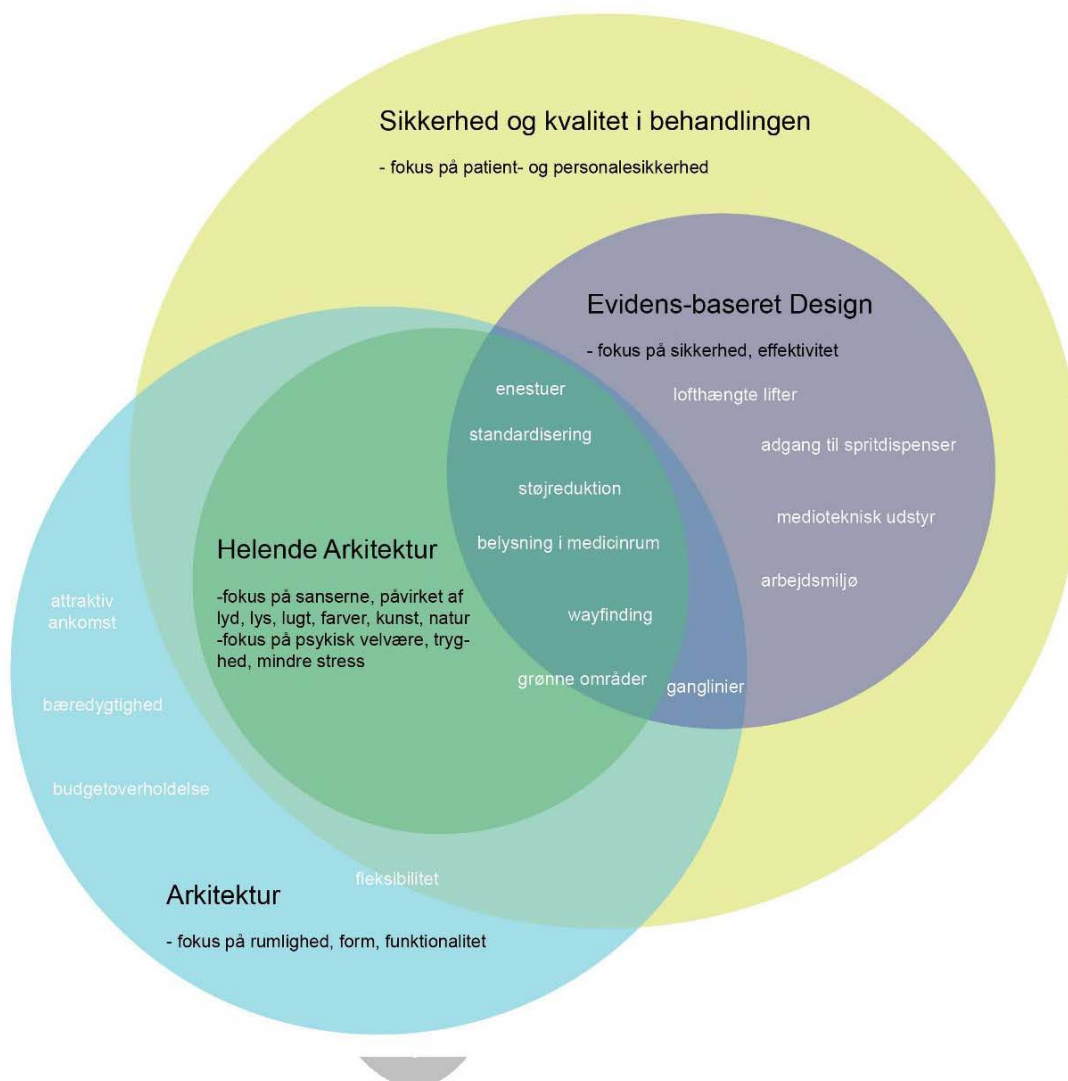 Sikkerhed og kvalitet i behandlingen
- fokus på patient- og personalesikkerhed
Evidens-baseret Design
- fokus på sikkerhed, effektivitet
enestuer
lofthængte lifter
standardisering
adgang til spritdispenser
støjreduktion
medioteknisk udstyr
belysning i medicinrum
Helende Arkitektur
-fokus på sanserne, påvirket af
lyd, lys, lugt, farver, kunst, natur
-fokus på psykisk velvære, tryg-
hed, mindre stress
arbejdsmiljø
attraktiv
ankomst
wayfinding
grønne områder
ganglinier
bæredygtighed
budgetoverholdelse
fleksibilitet
Arkitektur
- fokus på rumlighed, form, funktionalitet